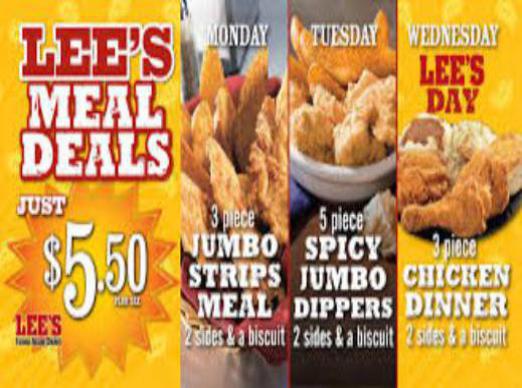 LEE'S
MEAL
DEALS
JUST
$5.50
PLUS TAX
LEE'S
MONDAY
3 piece
JUMBO
STRIPS
MEAL
2 sides & a biscuit
TUESDAY
5 piece
SPICY
JUMBO
DIPPERS
2 sides & a biscuit
WEDNESDAY
LEE'S
DAY
3 piece
CHICKEN
DINNER
2 sides & a biscuit